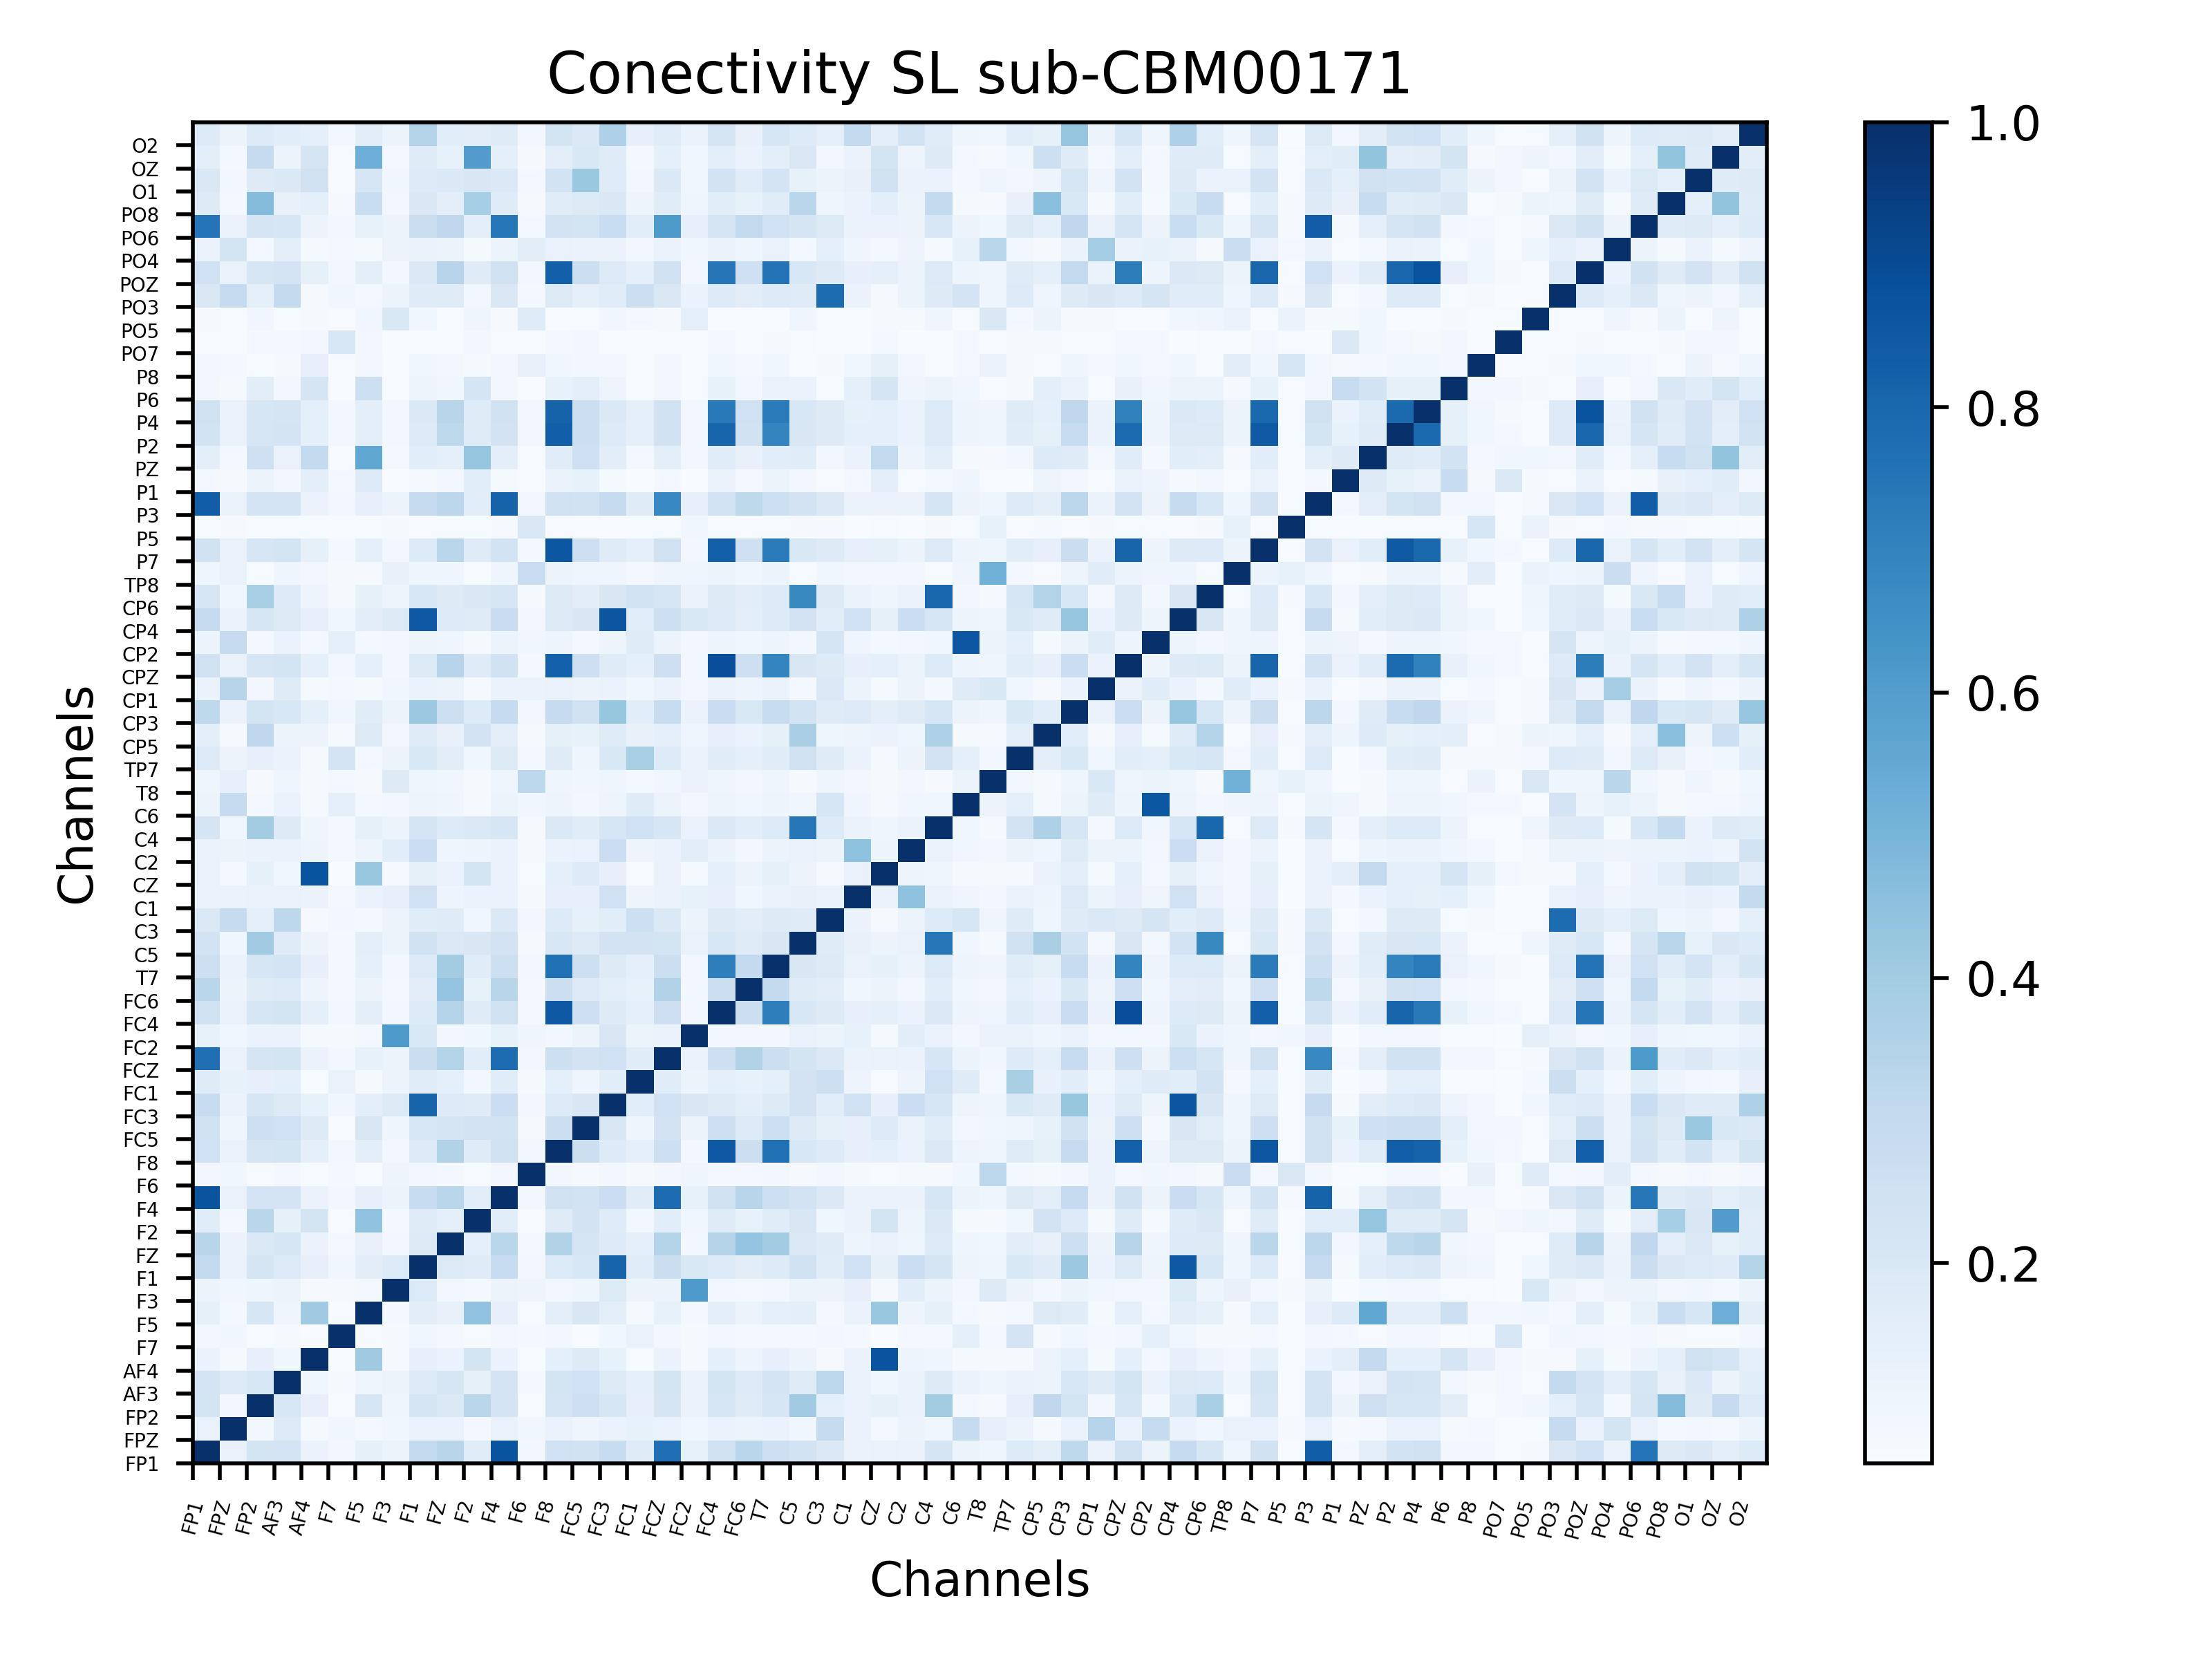 Conectivity SL sub-CBM00171
Channels
O2
OZ
O1
PO8
PO6
PO4
POZ
PO3
PO5
PO7
P8
P6
P4
P2
PZ
P1
P3
P5
P7
TP8
CP6
CP4
CP2
CPZ
CP1
CP3
CP5
TP7
T8
C6
C4
C2
CZ
C1
C3
C5
T7
FC6
FC4
FC2
FCZ
FC1
FC3
FC5
F8
F6
F4
F2
FZ
F1
F3
F5
F7
AF4
AF3
FP2
FPZ
FP1
FP1 FPZ FP2 AF3 AF4 F7 F5 F3 F1 FZ F2 F4 F6 F8 FC5 FC3 FC1 FCZ FC2 FC4 FC6 T7 C5 C3 C1 CZ C2 C4 C6 T8 TP7 CP5 CP3 CP1 CPZ CP2 CP4 CP6 TP8 P7 P5 P3 P1 PZ P2 P4 P6 P8 PO7 PO5 PO3 POZ PO4 PO6 PO8 O1 OZ O2
Channels
1.0
0.8
0.6
0.4
0.2